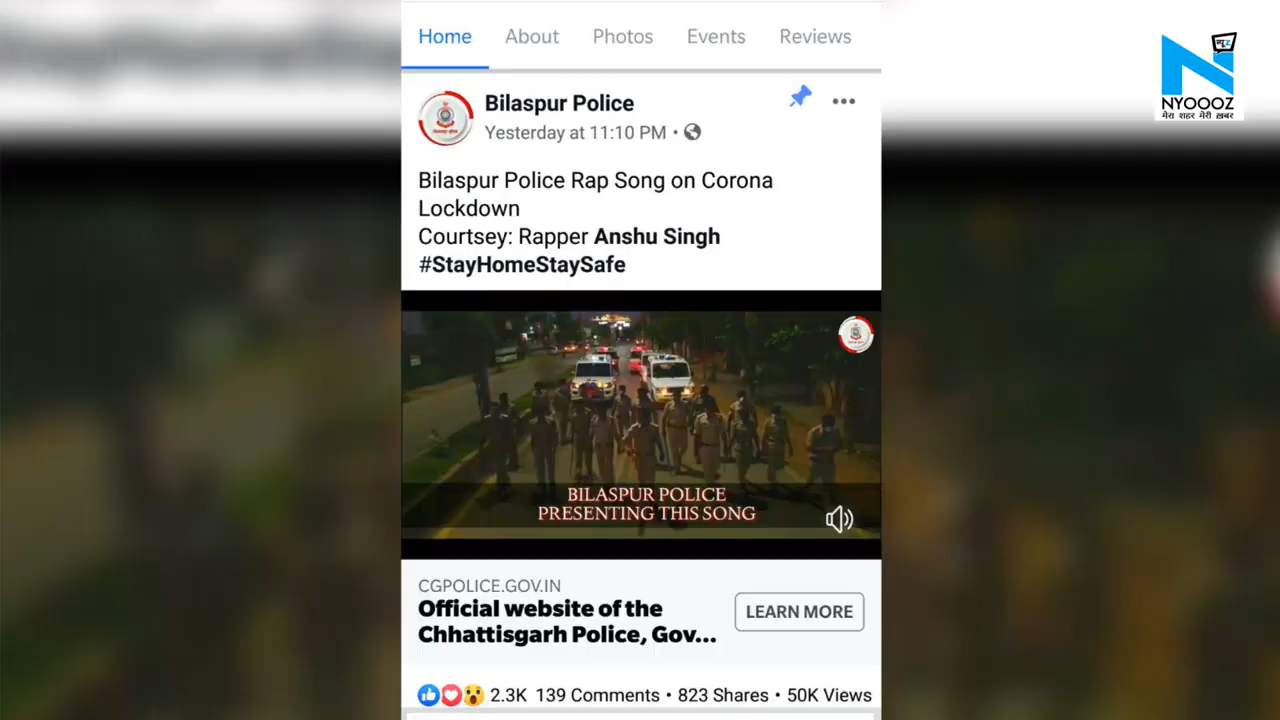 Home About Photos Events Reviews
न्यूz
NYOOOZ
मेरा शहर मेरी ख़बर
Bilaspur Police
Yesterday at 11:10 PM •
Bilaspur Police Rap Song on Corona
Lockdown
Courtsey: Rapper Anshu Singh
#StayHomeStaySafe
BILASPUR POLICE
PRESENTING THIS SONG
CGPOLICE.GOV.IN
Official website of the
Chhattisgarh Police, Gov...
LEARN MORE
2.3K 139 Comments • 823 Shares • 50K Views